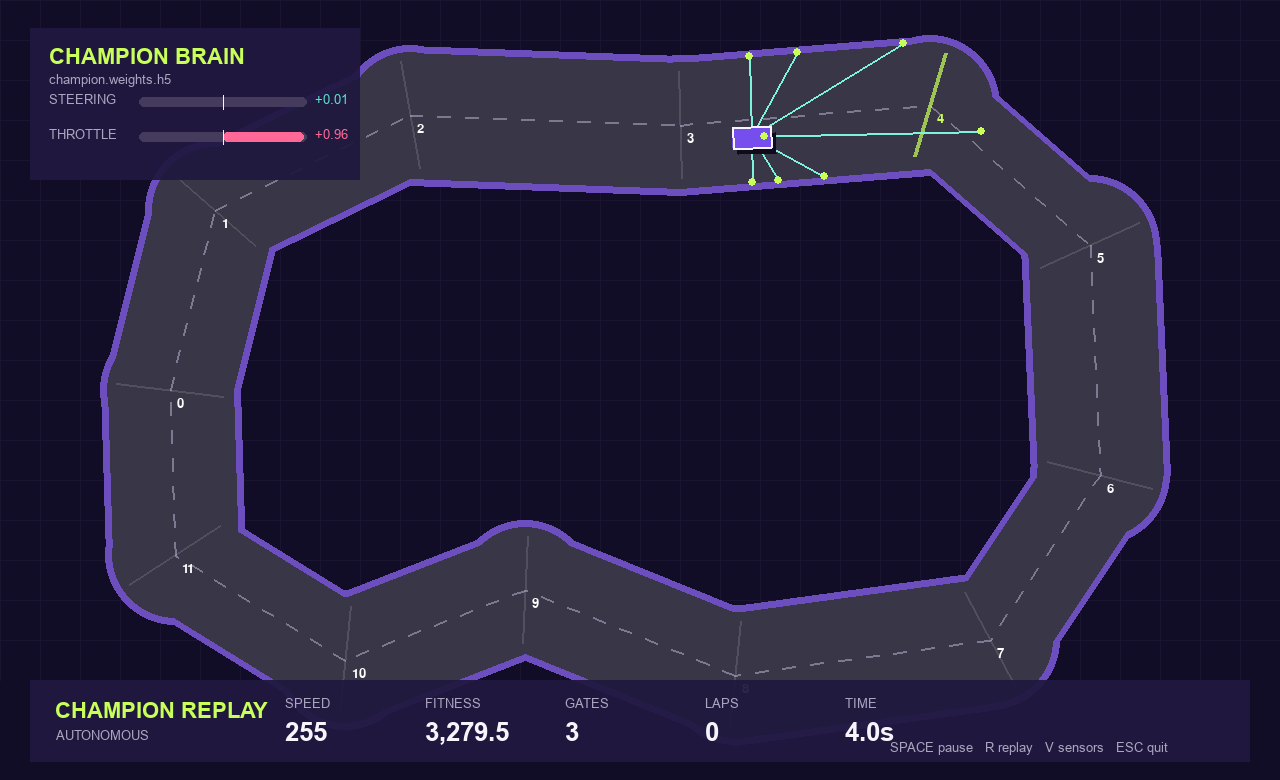 CHAMPION BRAIN
champion.weights.h5
STEERING +0.01
THROTTLE +0.96
2
3
4
1
5
0
6
11
9
10
7
8
CHAMPION REPLAY
AUTONOMOUS
SPEED
255
FITNESS
3,279.5
GATES
3
LAPS
0
TIME
4.0s
SPACE pause R replay V sensors ESC quit